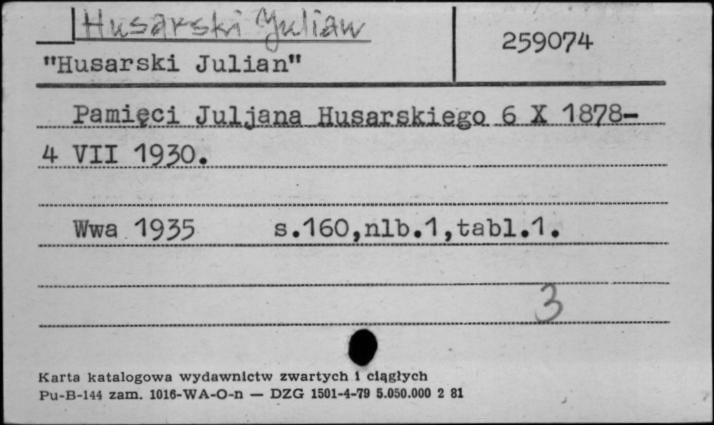 Husarski Julian
259074
"Husarski Julian"
Pamięci Juljana Husarskiego 6 X 1878-
4 VII 1930.
Wwa 1935 s.160,nlb.1,tabl.1.
3
Karta katalogowa wydawnictw zwartych i ciągłych
Pu-B-144 zam. 1016-WA-O-n — DZG 1501-4-79 5.050.000 2 81